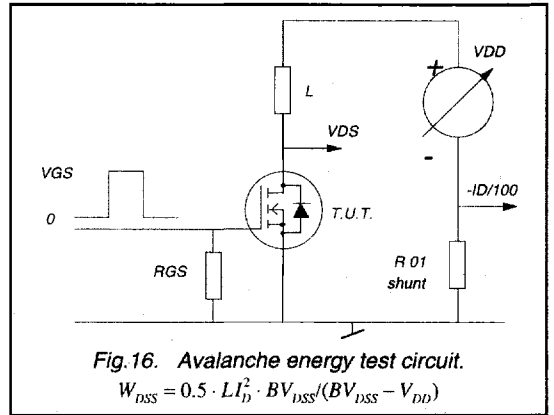 VDD
+
L
VDS
-
VGS
-ID/100
0
T.U.T.
RGS
R 01
shunt
Fig.16. Avalanche energy test circuit.
W_DSS = 0.5 · LI_D^2 · BV_DSS/(BV_DSS − V_DD)